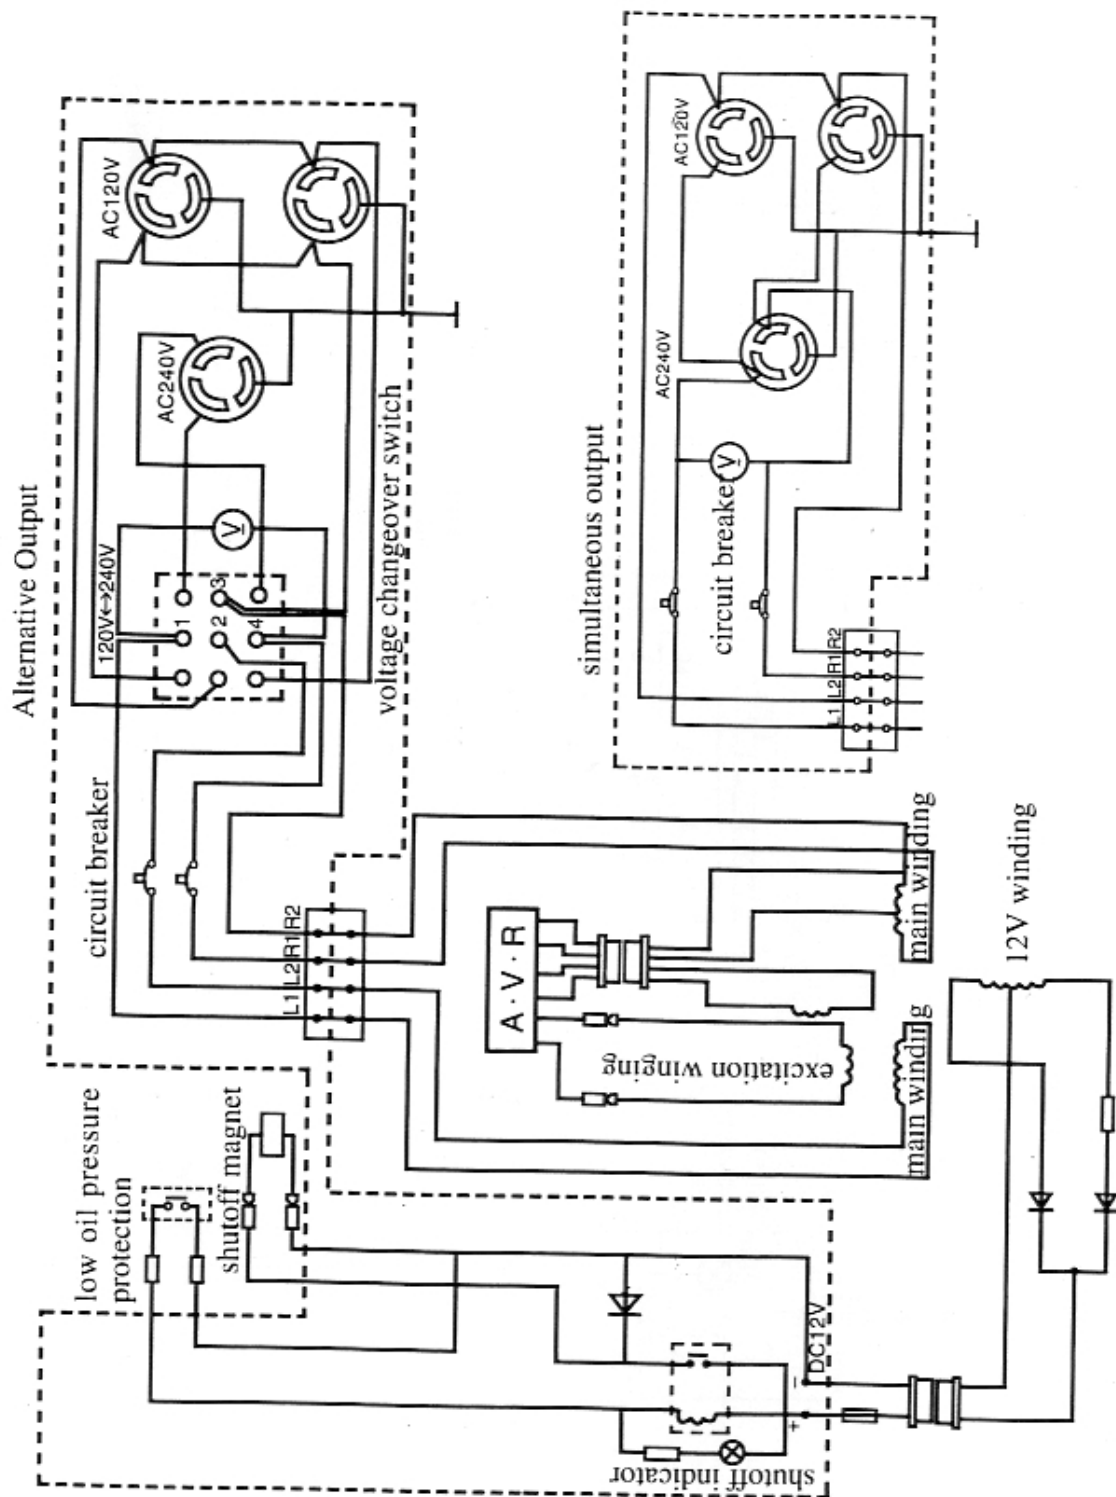 Alternative Output
AC120V
AC240V
120V↔240V
1
2
3
4
V
voltage changeover switch
circuit breaker
L1 L2 R1 R2
simultaneous output
AC120V
AC240V
V
circuit breaker
L1 L2 R1 R2
low oil pressure
protection
shutoff magnet
A·V·R
excitation winging
main winding
main winding
12V winding
DC12V
+
−
shutoff indicator